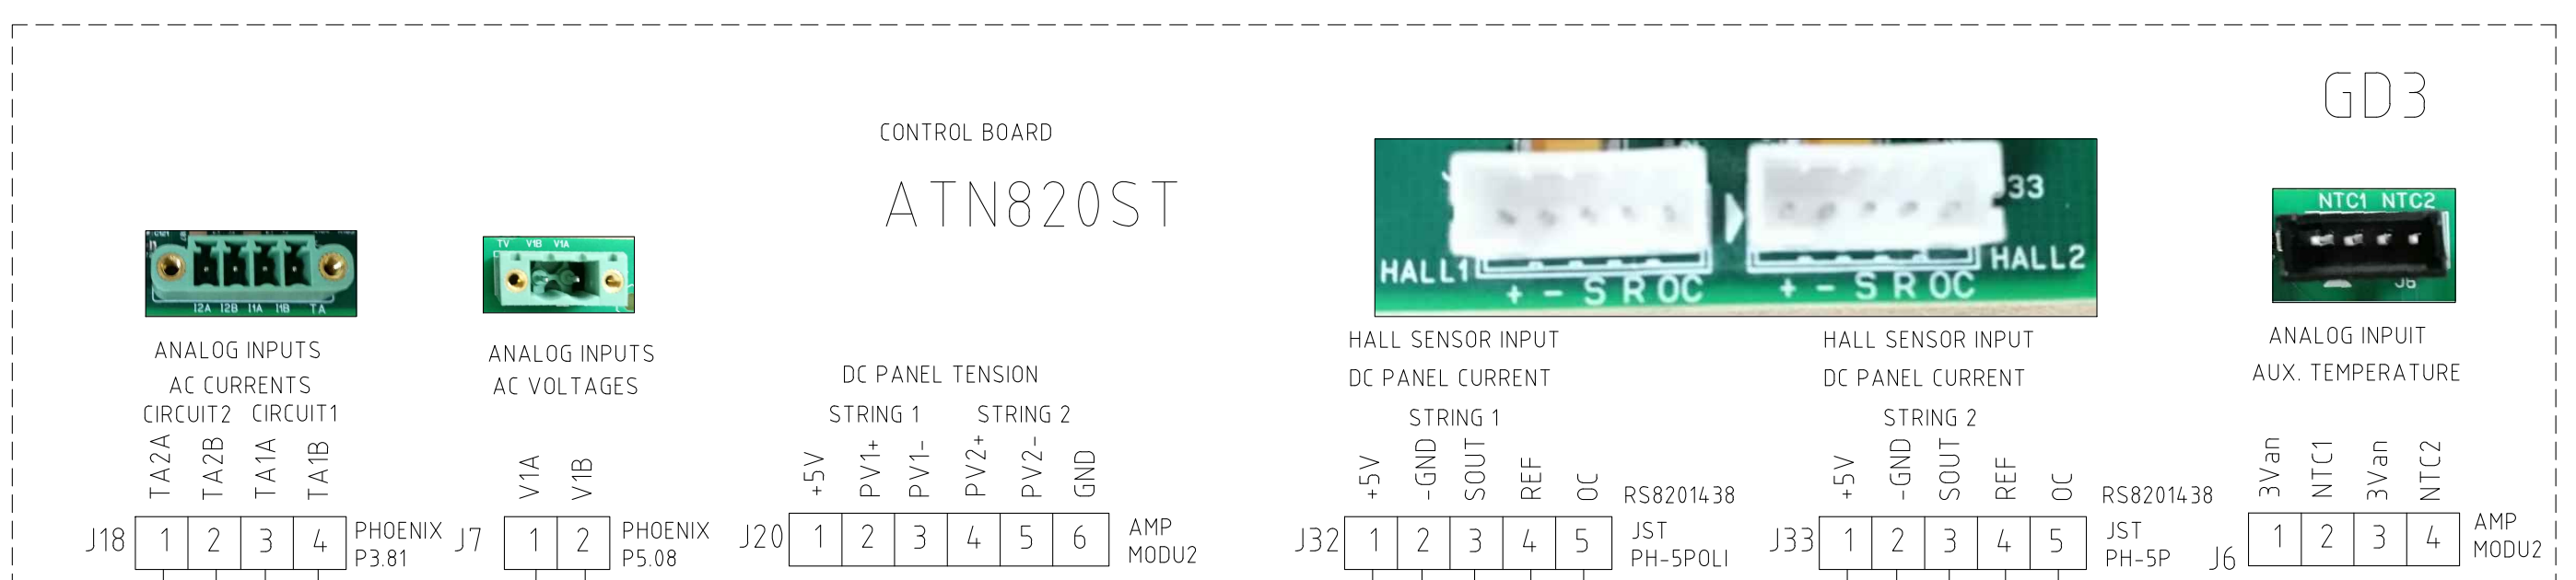 GD3
CONTROL BOARD
ATN820ST
I2A I2B I1A I1B TA
TV V1B V1A
33
HALL1
HALL2
+ - S R OC
+ - S R OC
NTC1 NTC2
J6
ANALOG INPUTS
AC CURRENTS
CIRCUIT2 CIRCUIT1
TA2A TA2B TA1A TA1B
J18 1 2 3 4
PHOENIX
P3.81
ANALOG INPUTS
AC VOLTAGES
V1A V1B
J7 1 2
PHOENIX
P5.08
DC PANEL TENSION
STRING 1 STRING 2
+5V PV1+ PV1- PV2+ PV2- GND
J20 1 2 3 4 5 6
AMP
MODU2
HALL SENSOR INPUT
DC PANEL CURRENT
STRING 1
+5V -GND SOUT REF OC
RS8201438
J32 1 2 3 4 5
JST
PH-5POLI
HALL SENSOR INPUT
DC PANEL CURRENT
STRING 2
+5V -GND SOUT REF OC
RS8201438
J33 1 2 3 4 5
JST
PH-5P
ANALOG INPUIT
AUX. TEMPERATURE
3Van NTC1 3Van NTC2
J6 1 2 3 4
AMP
MODU2